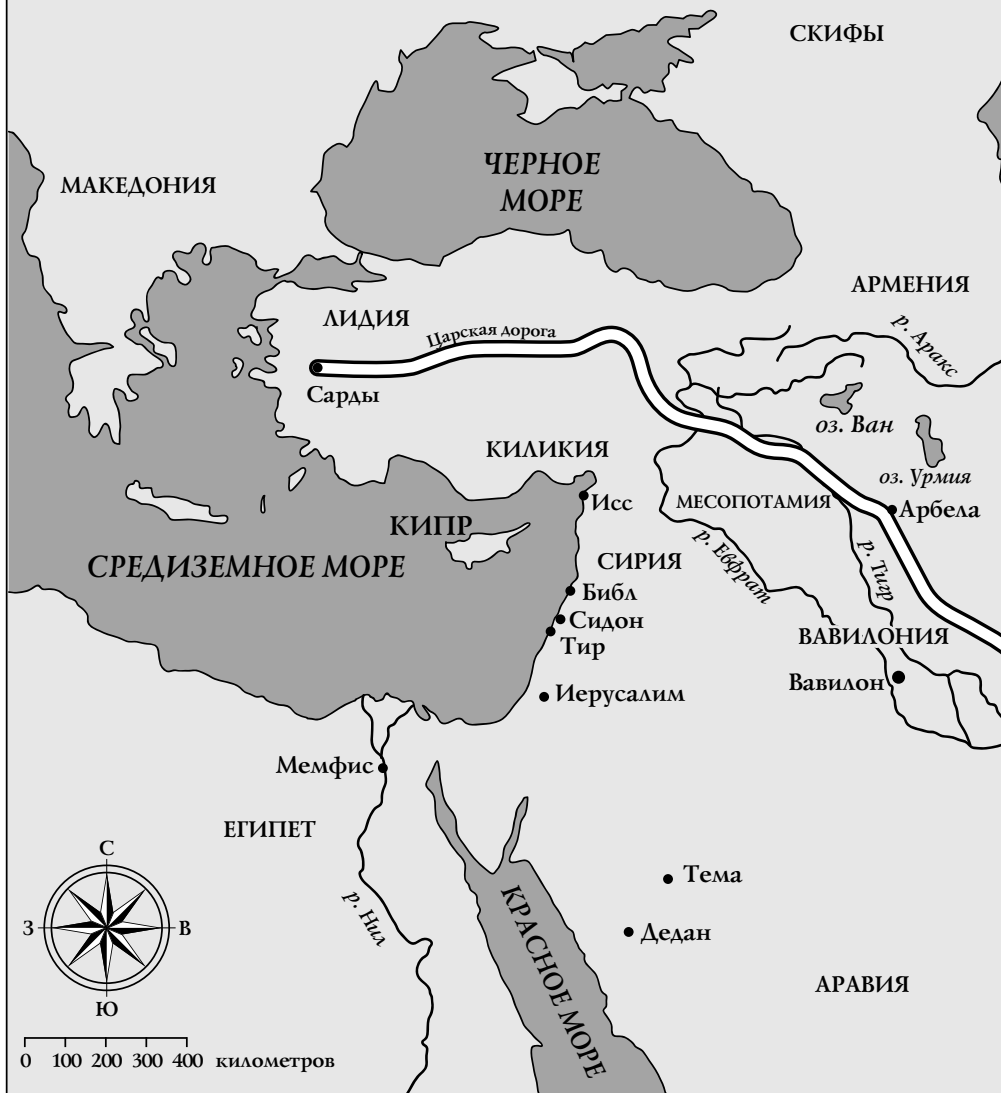 СКИФЫ
ЧЕРНОЕ
МОРЕ
МАКЕДОНИЯ
АРМЕНИЯ
ЛИДИЯ
Царская дорога
р. Аракс
Сарды
оз. Ван
КИЛИКИЯ
оз. Урмия
Исс
МЕСОПОТАМИЯ
Арбела
КИПР
СРЕДИЗЕМНОЕ МОРЕ
р. Евфрат
р. Тигр
СИРИЯ
Библ
Сидон
Тир
ВАВИЛОНИЯ
Вавилон
Иерусалим
Мемфис
ЕГИПЕТ
р. Нил
Тема
КРАСНОЕ МОРЕ
Дедан
АРАВИЯ
С
З
В
Ю
0 100 200 300 400 километров